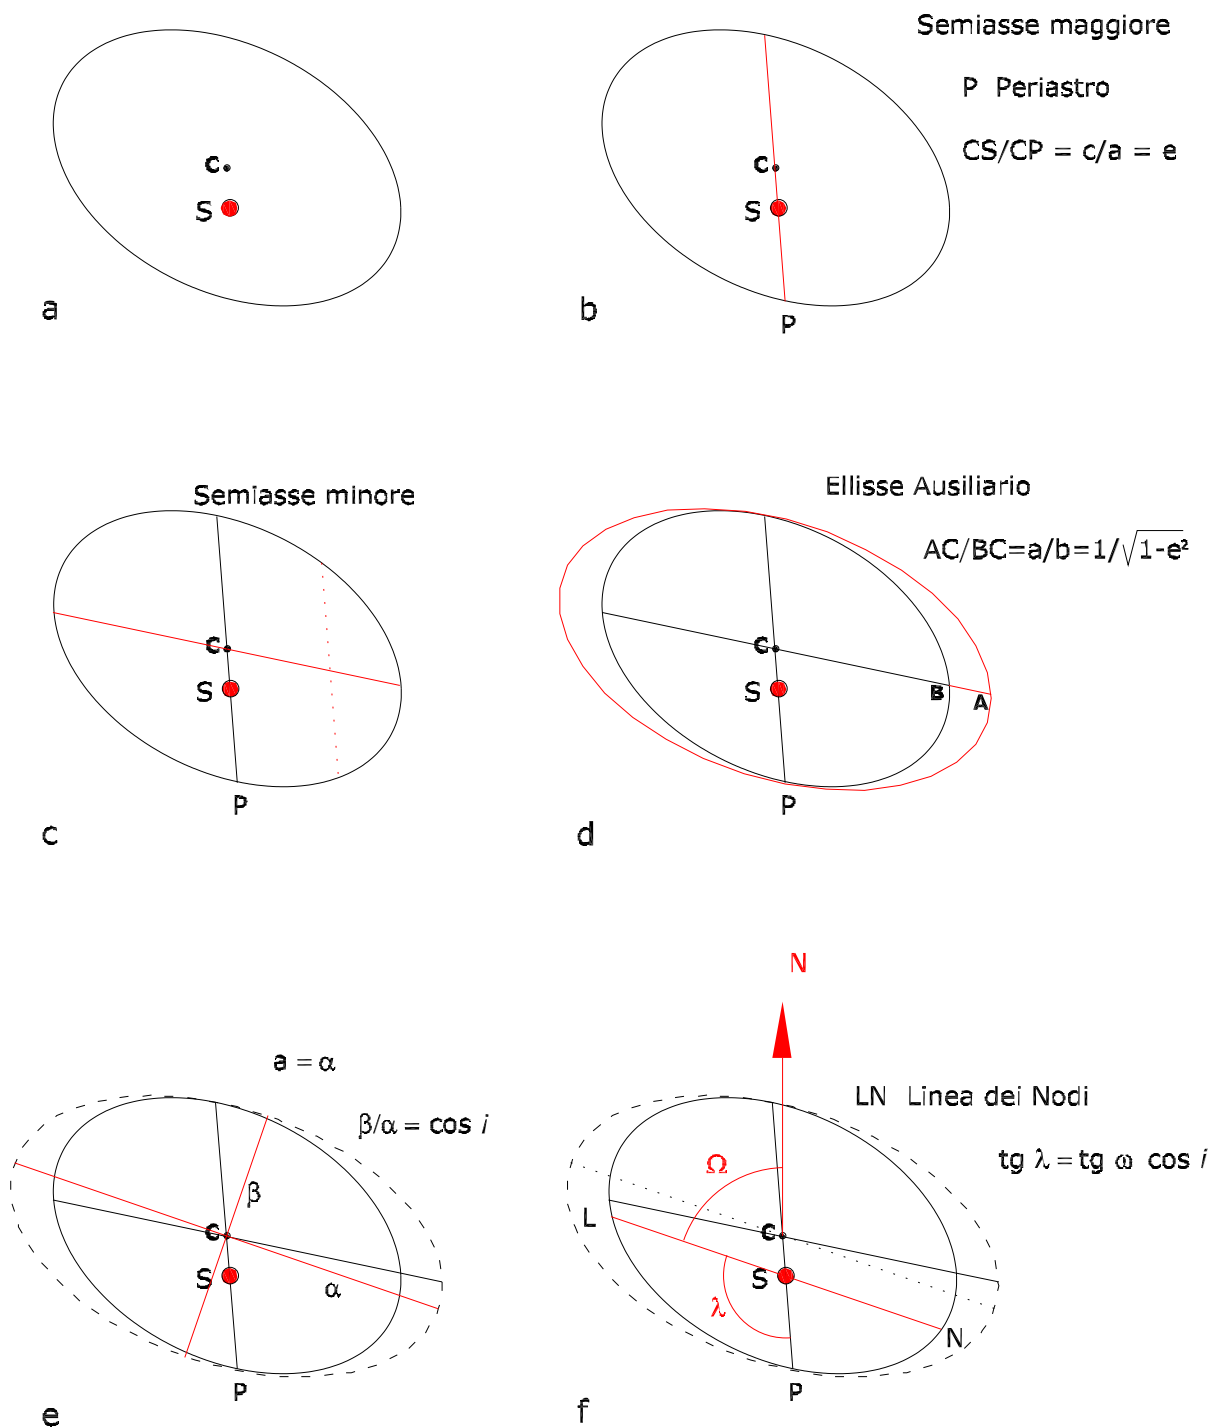 C
S
a
Semiasse maggiore
P Periastro
CS/CP = c/a = e
C
S
P
b
Semiasse minore
C
S
P
c
Ellisse Ausiliario
AC/BC=a/b=1/√1-e²
C
S
B
A
P
d
a = α
β/α = cos i
β
C
S
α
P
e
N
LN Linea dei Nodi
tg λ = tg ω cos i
Ω
L
C
S
λ
N
P
f